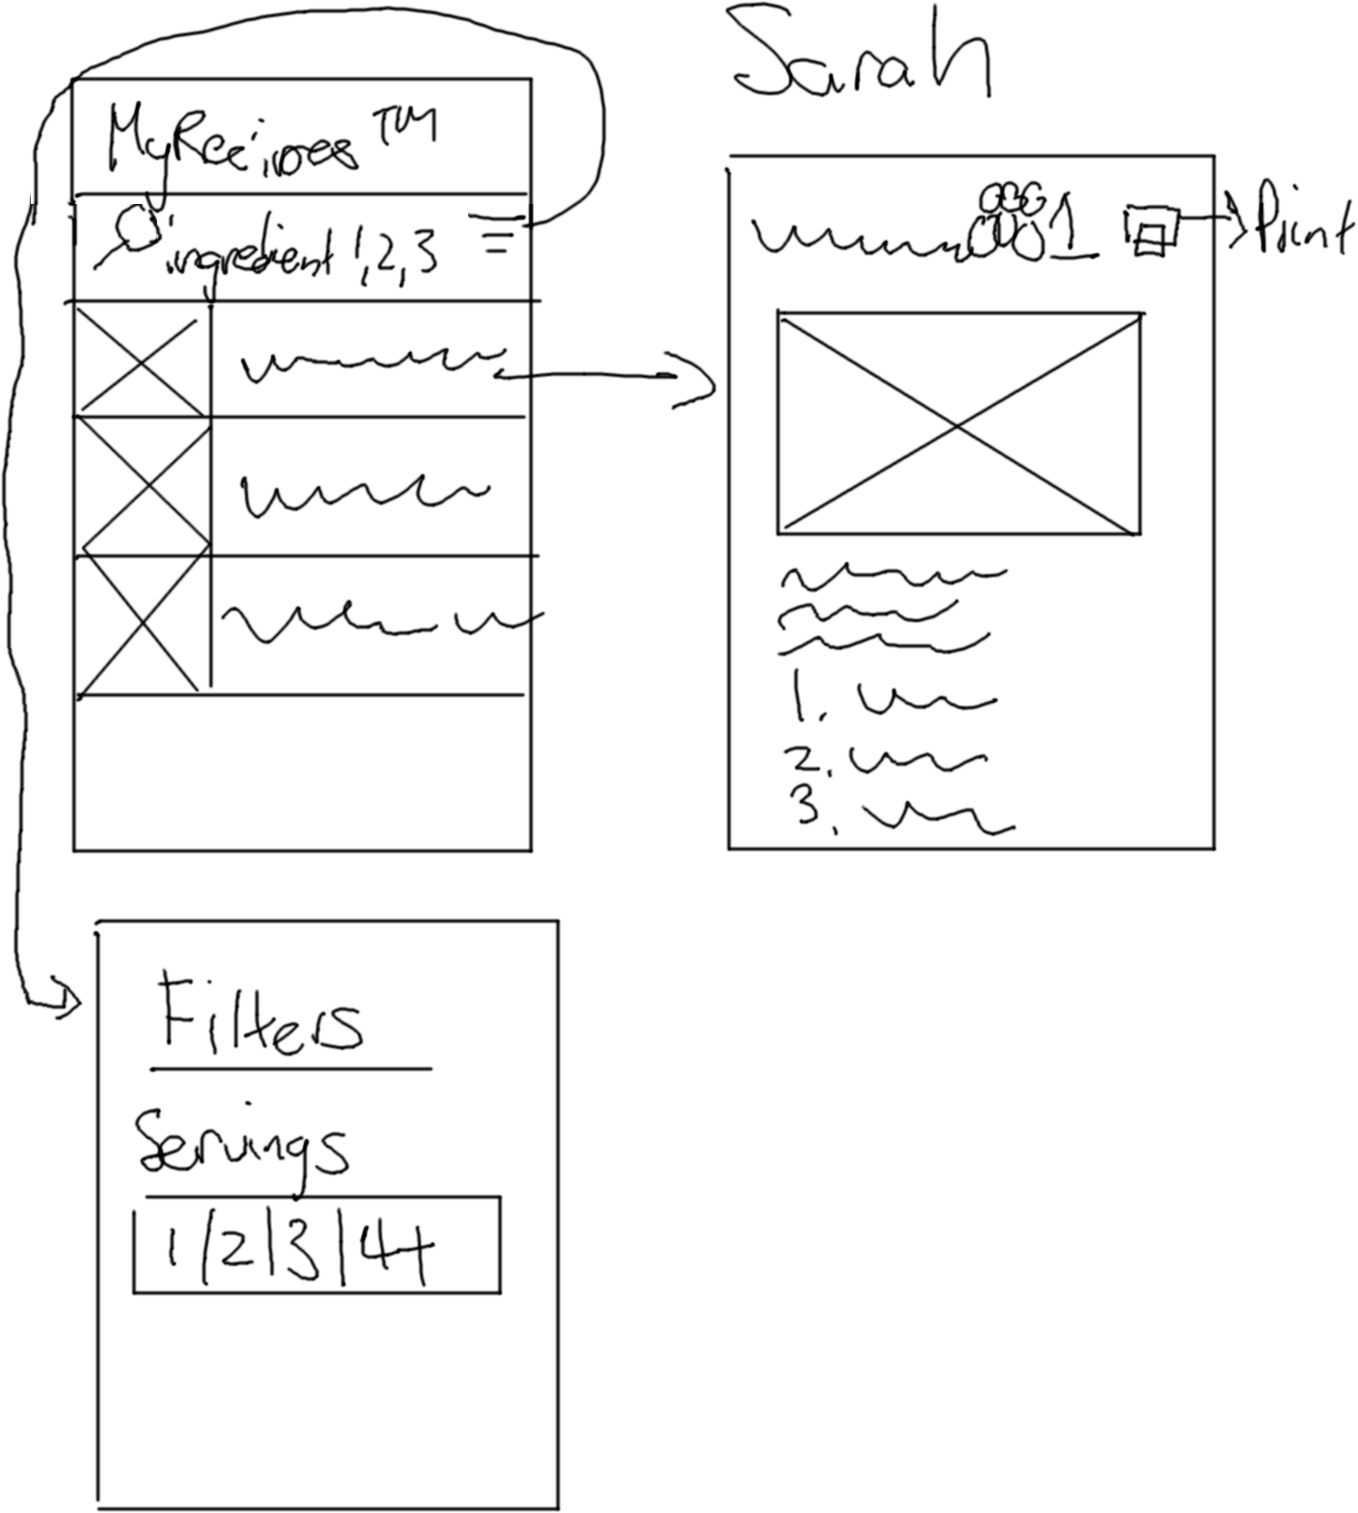 Sarah
MyRecipes™
ingredient 1,2,3
1
Print
1.
2.
3.
Filters
Servings
1 | 2 | 3 | 4+